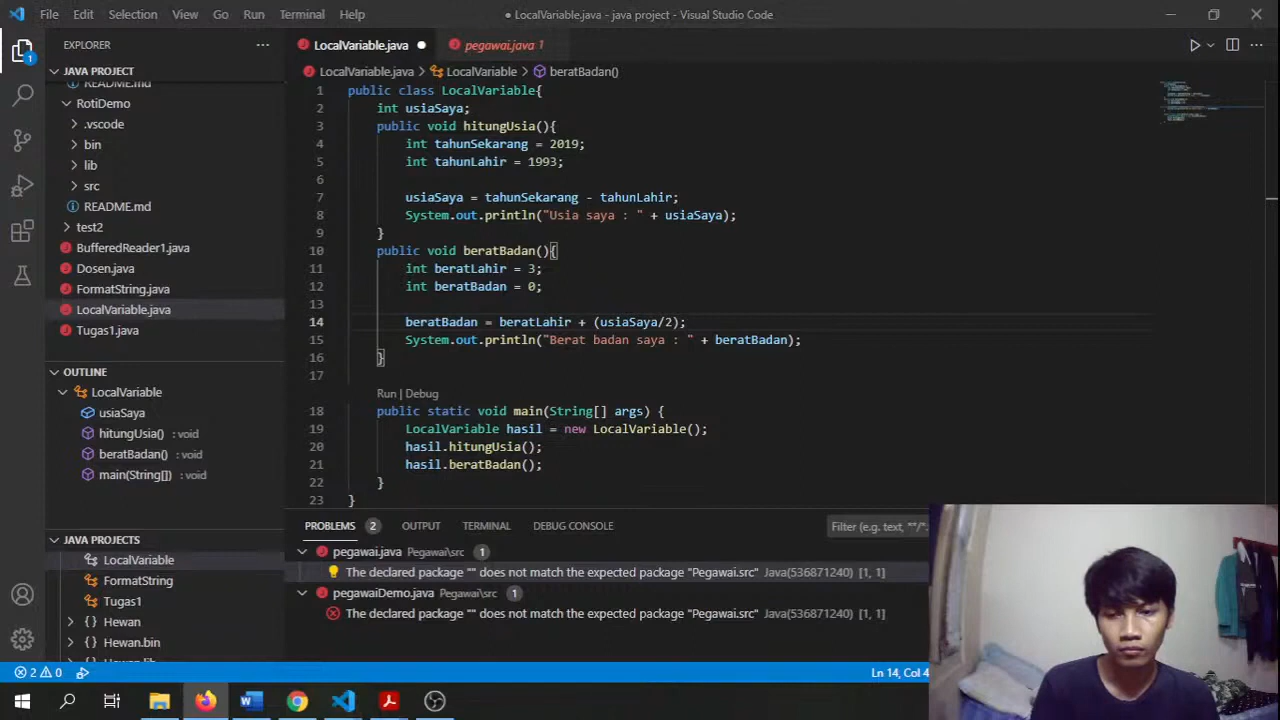 File Edit Selection View Go Run Terminal Help
● LocalVariable.java - java project - Visual Studio Code
EXPLORER
JAVA PROJECT
README.md
RotiDemo
.vscode
bin
lib
src
README.md
test2
BufferedReader1.java
Dosen.java
FormatString.java
LocalVariable.java
Tugas1.java
OUTLINE
LocalVariable
usiaSaya
hitungUsia() : void
beratBadan() : void
main(String[]) : void
JAVA PROJECTS
LocalVariable
FormatString
Tugas1
{ } Hewan
{ } Hewan.bin
{ } Hewan.lib
LocalVariable.java ● pegawai.java 1
LocalVariable.java > LocalVariable > beratBadan()
1 public class LocalVariable{
2 int usiaSaya;
3 public void hitungUsia(){
4 int tahunSekarang = 2019;
5 int tahunLahir = 1993;
6
7 usiaSaya = tahunSekarang - tahunLahir;
8 System.out.println("Usia saya : " + usiaSaya);
9 }
10 public void beratBadan(){
11 int beratLahir = 3;
12 int beratBadan = 0;
13
14 beratBadan = beratLahir + (usiaSaya/2);
15 System.out.println("Berat badan saya : " + beratBadan);
16 }
17
Run | Debug
18 public static void main(String[] args) {
19 LocalVariable hasil = new LocalVariable();
20 hasil.hitungUsia();
21 hasil.beratBadan();
22 }
23 }
PROBLEMS 2 OUTPUT TERMINAL DEBUG CONSOLE Filter (e.g. text, **/*
pegawai.java Pegawai\src 1
The declared package "" does not match the expected package "Pegawai.src" Java(536871240) [1, 1]
pegawaiDemo.java Pegawai\src 1
The declared package "" does not match the expected package "Pegawai.src" Java(536871240) [1, 1]
2 0 Ln 14, Col 4